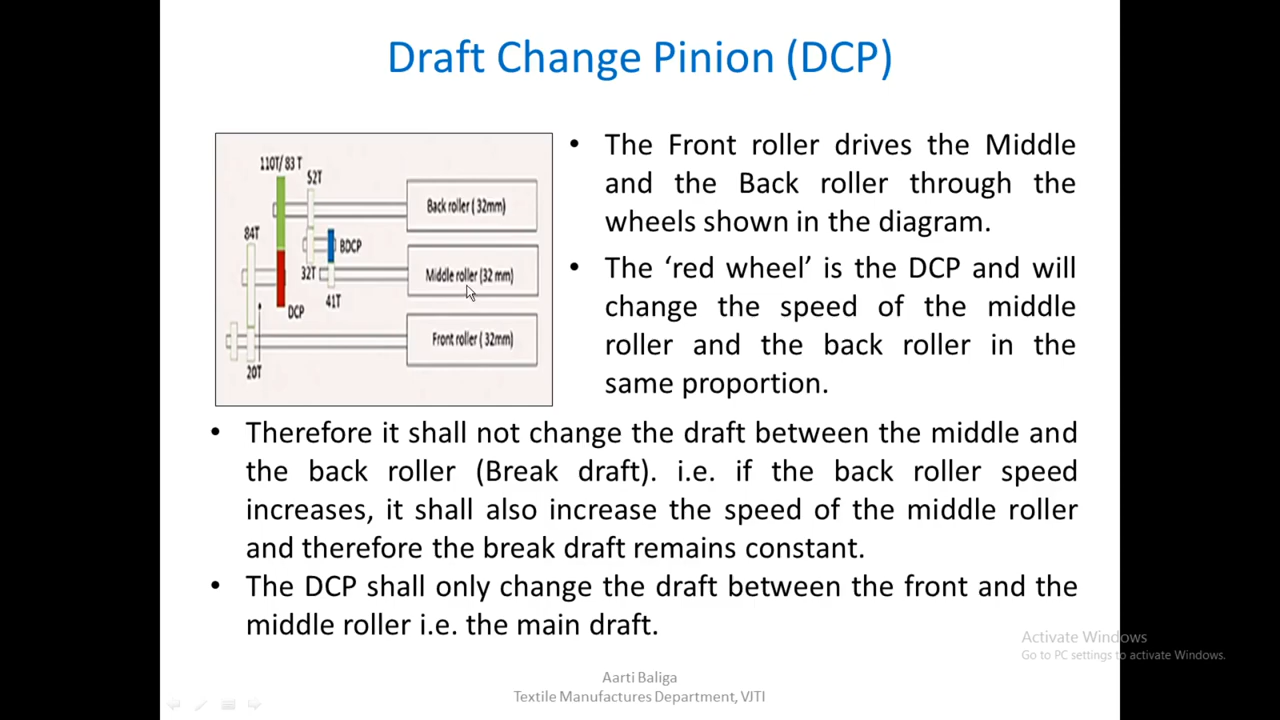 Draft Change Pinion (DCP)
110T/ 83 T
52T
Back roller ( 32mm)
84T
BDCP
32T
Middle roller (32 mm)
41T
DCP
Front roller ( 32mm)
20T
• The Front roller drives the Middle
and the Back roller through the
wheels shown in the diagram.
• The ‘red wheel’ is the DCP and will
change the speed of the middle
roller and the back roller in the
same proportion.
• Therefore it shall not change the draft between the middle and
the back roller (Break draft). i.e. if the back roller speed
increases, it shall also increase the speed of the middle roller
and therefore the break draft remains constant.
• The DCP shall only change the draft between the front and the
middle roller i.e. the main draft.
Activate Windows
Go to PC settings to activate Windows.
Aarti Baliga
Textile Manufactures Department, VJTI